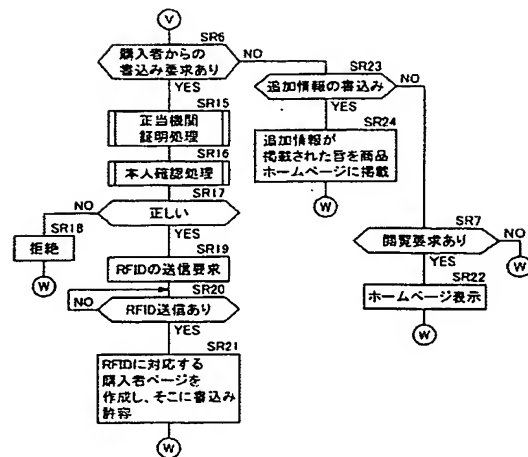 V
SR6
購入者からの
書込み要求あり
NO
YES
SR15
正当機関
証明処理
SR16
本人確認処理
SR17
正しい
NO
YES
SR18
拒絶
W
SR19
RFIDの送信要求
SR20
RFID送信あり
NO
YES
SR21
RFIDに対応する
購入者ページを
作成し、そこに書込み
許容
W
SR23
追加情報の書込み
NO
YES
SR24
追加情報が
掲載された旨を商品
ホームページに掲載
W
SR7
閲覧要求あり
NO
W
YES
SR22
ホームページ表示
W